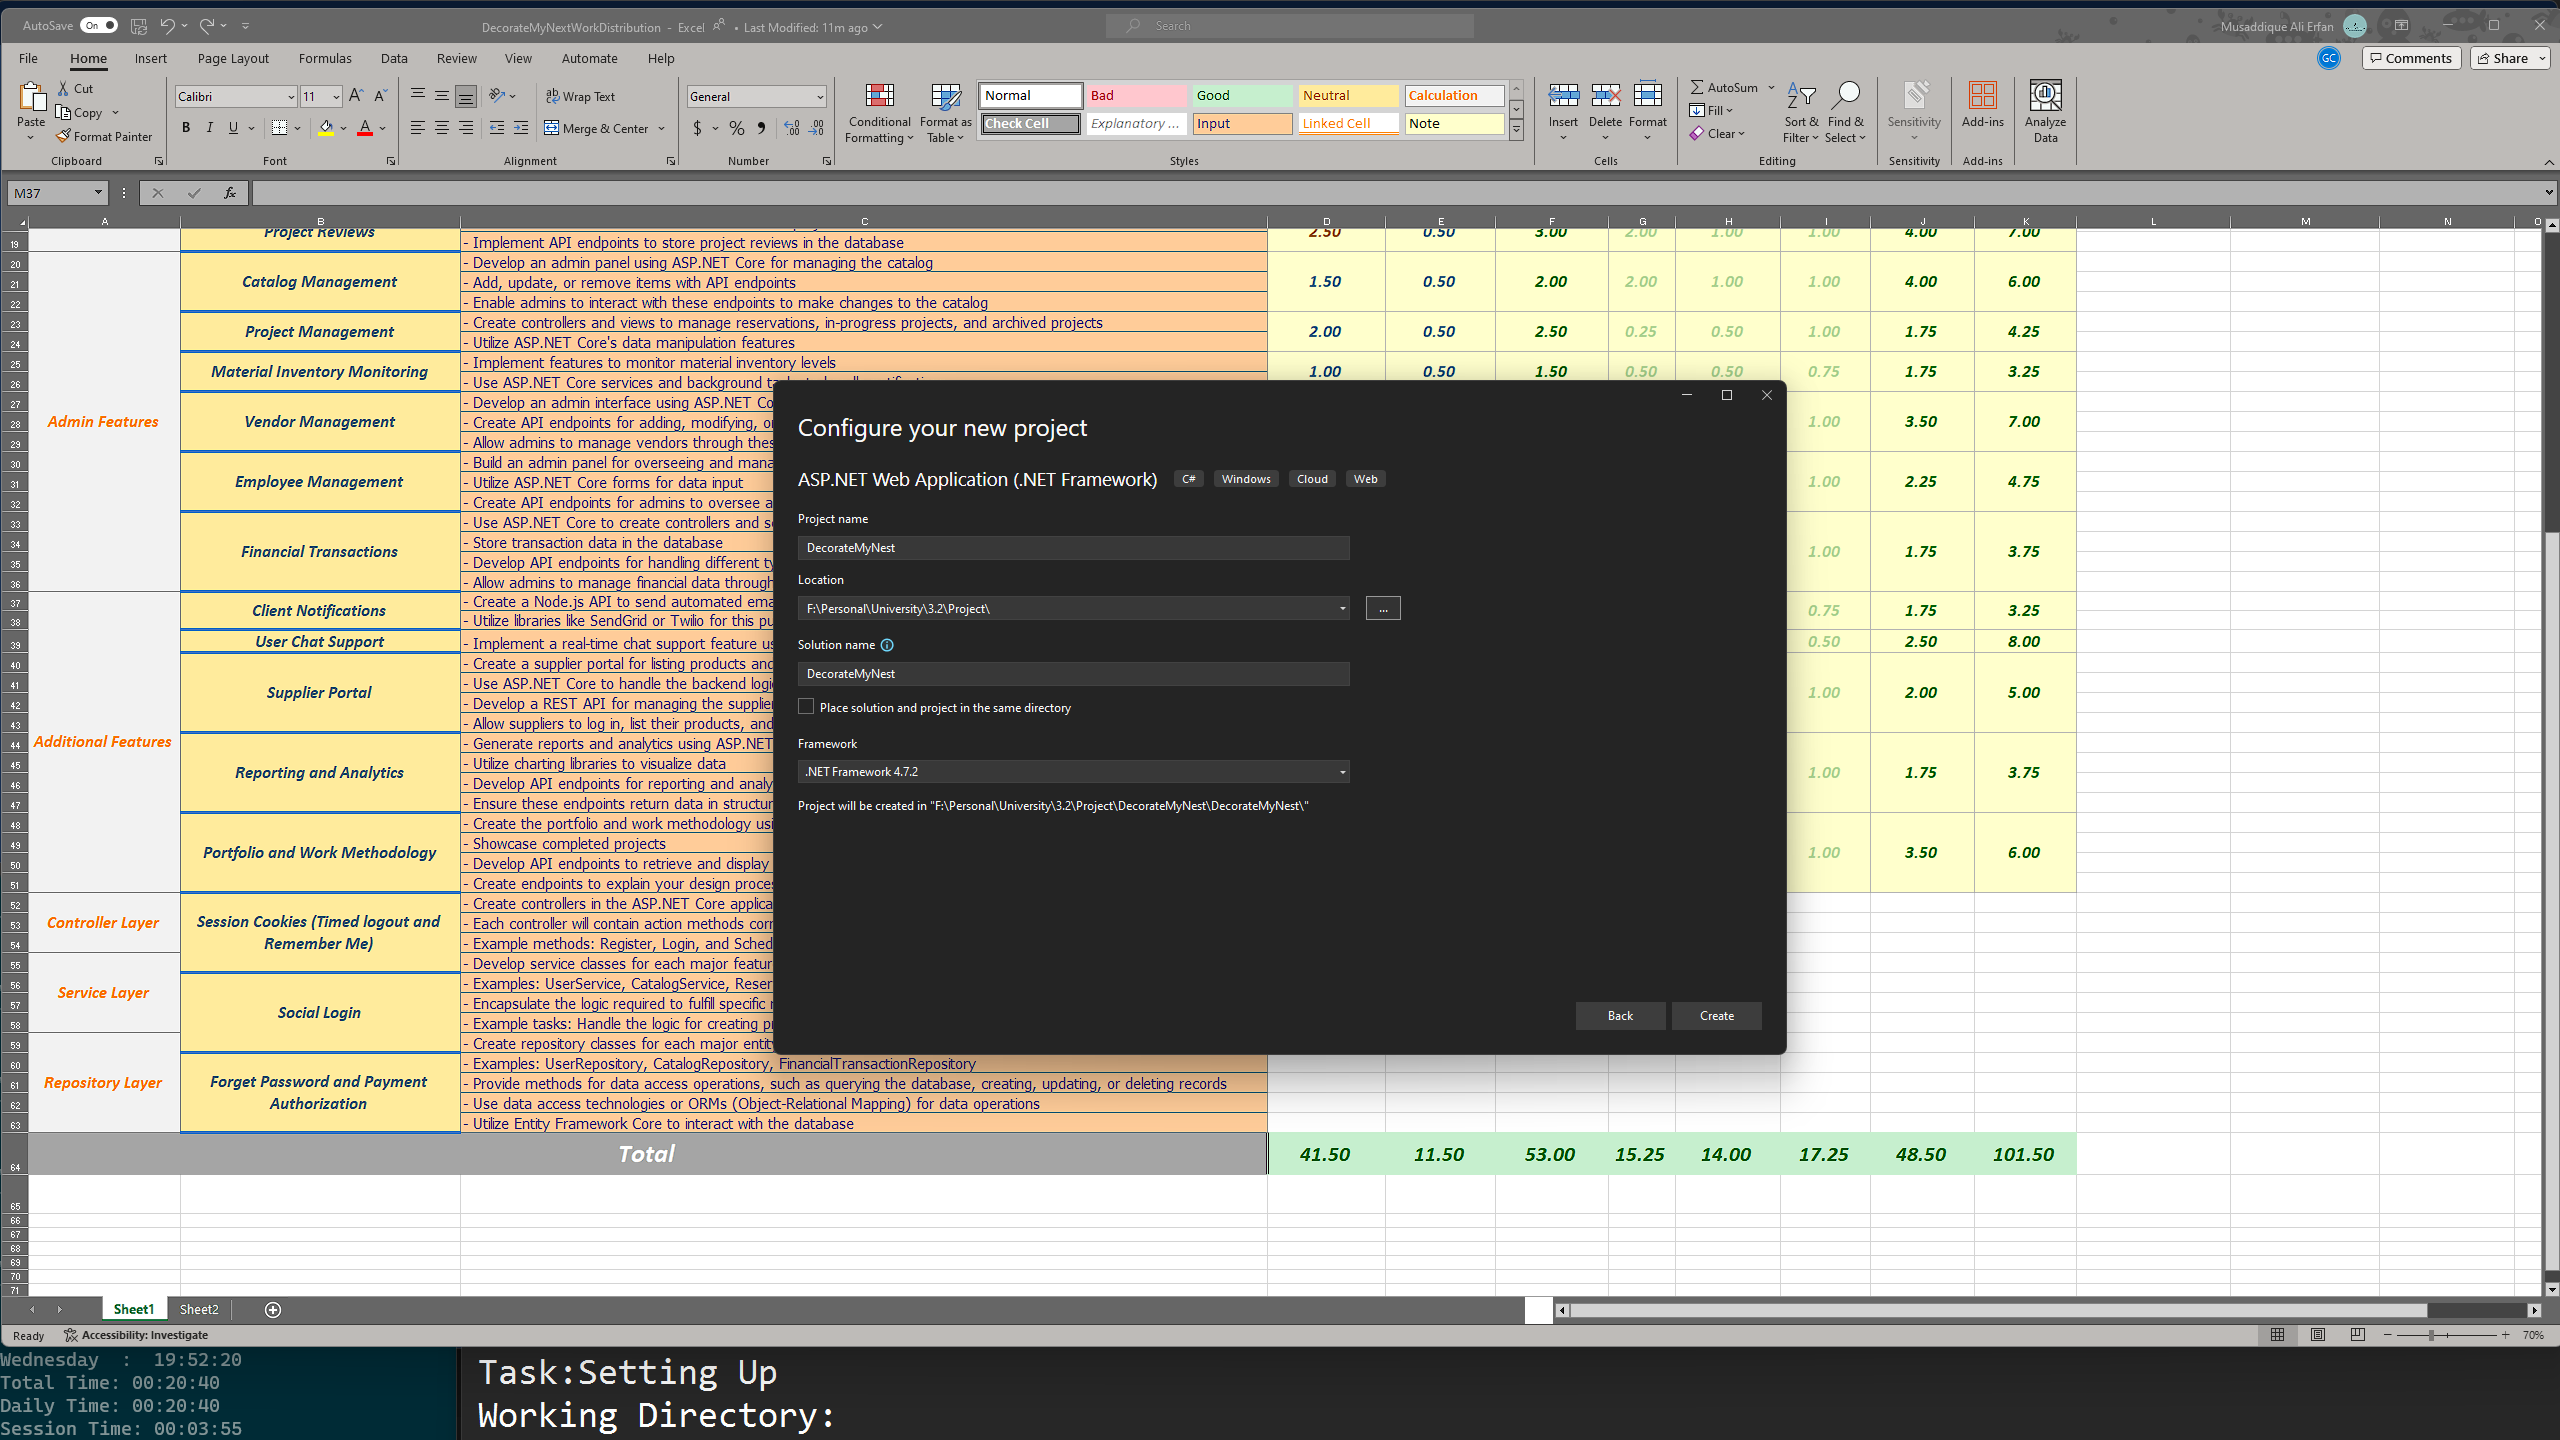 AutoSave On
DecorateMyNextWorkDistribution - Excel • Last Modified: 11m ago
Search
Musaddique Ali Erfan
File Home Insert Page Layout Formulas Data Review View Automate Help
GC Comments Share
Paste Cut Copy Format Painter
Calibri 11
B I U
Wrap Text
Merge & Center
General
$ %
Conditional Formatting Format as Table
Normal Bad Good Neutral Calculation
Check Cell Explanatory ... Input Linked Cell Note
Insert Delete Format
AutoSum
Fill
Clear
Sort & Filter Find & Select
Sensitivity
Add-ins
Analyze Data
Clipboard Font Alignment Number Styles Cells Editing Sensitivity Add-ins
M37 fx
A B C D E F G H I J K L M N O
19 Project Reviews 2.50 0.50 3.00 2.00 1.00 1.00 4.00 7.00
- Implement API endpoints to store project reviews in the database
20 - Develop an admin panel using ASP.NET Core for managing the catalog
21 Catalog Management - Add, update, or remove items with API endpoints 1.50 0.50 2.00 2.00 1.00 1.00 4.00 6.00
22 - Enable admins to interact with these endpoints to make changes to the catalog
23 Project Management - Create controllers and views to manage reservations, in-progress projects, and archived projects 2.00 0.50 2.50 0.25 0.50 1.00 1.75 4.25
24 - Utilize ASP.NET Core's data manipulation features
25 Material Inventory Monitoring - Implement features to monitor material inventory levels 1.00 0.50 1.50 0.50 0.50 0.75 1.75 3.25
26 - Use ASP.NET Core services and background
27 - Develop an admin interface using ASP.NET Co
28 Admin Features Vendor Management - Create API endpoints for adding, modifying, o 1.00 3.50 7.00
29 - Allow admins to manage vendors through thes
30 - Build an admin panel for overseeing and mana
31 Employee Management - Utilize ASP.NET Core forms for data input 1.00 2.25 4.75
32 - Create API endpoints for admins to oversee a
33 - Use ASP.NET Core to create controllers and s
34 Financial Transactions - Store transaction data in the database 1.00 1.75 3.75
35 - Develop API endpoints for handling different ty
36 - Allow admins to manage financial data through
37 Client Notifications - Create a Node.js API to send automated ema 0.75 1.75 3.25
38 - Utilize libraries like SendGrid or Twilio for this pu
39 User Chat Support - Implement a real-time chat support feature us 0.50 2.50 8.00
40 - Create a supplier portal for listing products and
41 Supplier Portal - Use ASP.NET Core to handle the backend logi 1.00 2.00 5.00
42 - Develop a REST API for managing the supplier
43 - Allow suppliers to log in, list their products, and
44 Additional Features - Generate reports and analytics using ASP.NET
45 Reporting and Analytics - Utilize charting libraries to visualize data 1.00 1.75 3.75
46 - Develop API endpoints for reporting and analy
47 - Ensure these endpoints return data in structur
48 - Create the portfolio and work methodology usi
49 Portfolio and Work Methodology - Showcase completed projects 1.00 3.50 6.00
50 - Develop API endpoints to retrieve and display
51 - Create endpoints to explain your design proces
52 - Create controllers in the ASP.NET Core applica
53 Controller Layer Session Cookies (Timed logout and Remember Me) - Each controller will contain action methods corr
54 - Example methods: Register, Login, and Sched
55 - Develop service classes for each major featur
56 Service Layer - Examples: UserService, CatalogService, Reser
57 Social Login - Encapsulate the logic required to fulfill specific
58 - Example tasks: Handle the logic for creating p
59 - Create repository classes for each major entity
60 - Examples: UserRepository, CatalogRepository, FinancialTransactionRepository
61 Repository Layer Forget Password and Payment Authorization - Provide methods for data access operations, such as querying the database, creating, updating, or deleting records
62 - Use data access technologies or ORMs (Object-Relational Mapping) for data operations
63 - Utilize Entity Framework Core to interact with the database
64 Total 41.50 11.50 53.00 15.25 14.00 17.25 48.50 101.50
65
66
67
68
69
70
71
Configure your new project
ASP.NET Web Application (.NET Framework) C# Windows Cloud Web
Project name
DecorateMyNest
Location
F:\Personal\University\3.2\Project\
...
Solution name
DecorateMyNest
Place solution and project in the same directory
Framework
.NET Framework 4.7.2
Project will be created in "F:\Personal\University\3.2\Project\DecorateMyNest\DecorateMyNest\"
Back Create
Sheet1 Sheet2
Ready Accessibility: Investigate
70%
Wednesday : 19:52:20
Total Time: 00:20:40
Daily Time: 00:20:40
Session Time: 00:03:55
Task:Setting Up
Working Directory: